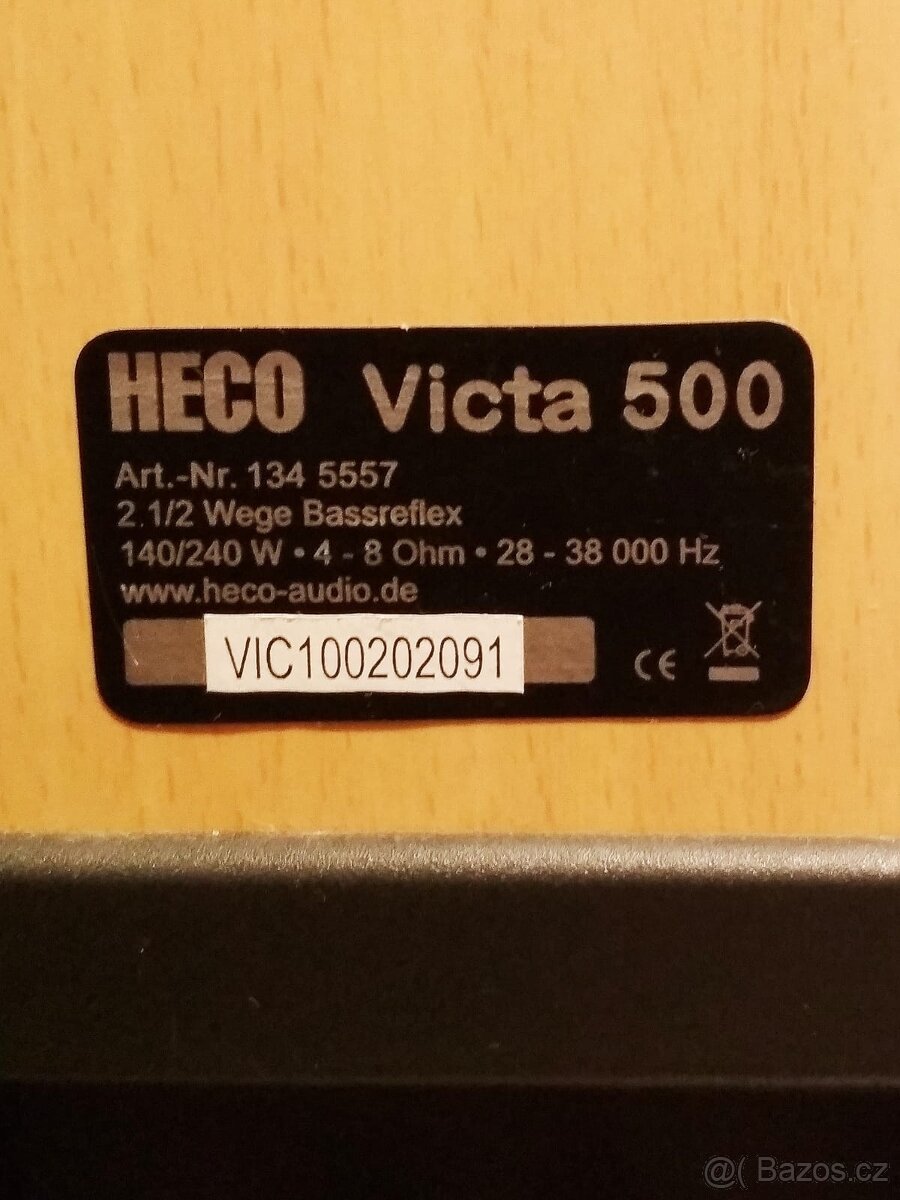 HECO Victa 500
Art.-Nr. 134 5557
2.1/2 Wege Bassreflex
140/240 W • 4 - 8 Ohm • 28 - 38 000 Hz
www.heco-audio.de
VIC100202091
CE
@( Bazos.cz